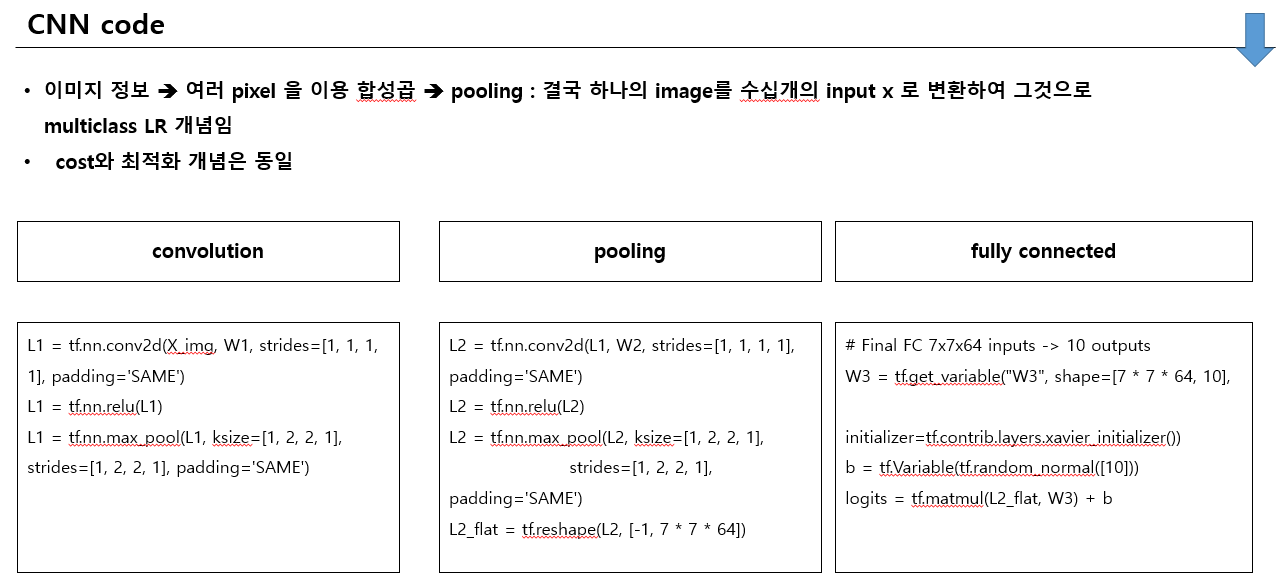 CNN code
• 이미지 정보 ➔ 여러 pixel 을 이용 합성곱 ➔ pooling : 결국 하나의 image를 수십개의 input x 로 변환하여 그것으로
multiclass LR 개념임
• cost와 최적화 개념은 동일
convolution
L1 = tf.nn.conv2d(X_img, W1, strides=[1, 1, 1,
1], padding='SAME')
L1 = tf.nn.relu(L1)
L1 = tf.nn.max_pool(L1, ksize=[1, 2, 2, 1],
strides=[1, 2, 2, 1], padding='SAME')
pooling
L2 = tf.nn.conv2d(L1, W2, strides=[1, 1, 1, 1],
padding='SAME')
L2 = tf.nn.relu(L2)
L2 = tf.nn.max_pool(L2, ksize=[1, 2, 2, 1],
strides=[1, 2, 2, 1],
padding='SAME')
L2_flat = tf.reshape(L2, [-1, 7 * 7 * 64])
fully connected
# Final FC 7x7x64 inputs -> 10 outputs
W3 = tf.get_variable("W3", shape=[7 * 7 * 64, 10],
initializer=tf.contrib.layers.xavier_initializer())
b = tf.Variable(tf.random_normal([10]))
logits = tf.matmul(L2_flat, W3) + b